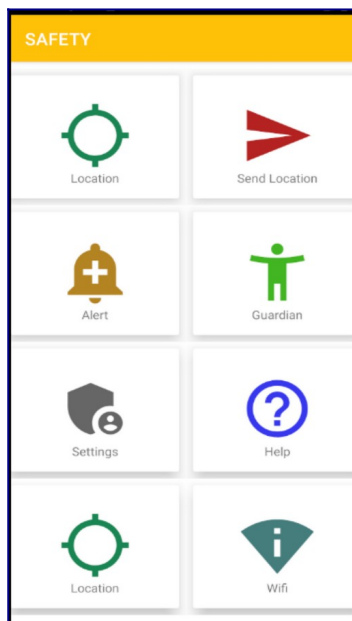 SAFETY
Location
Send Location
Alert
Guardian
Settings
Help
Location
Wifi